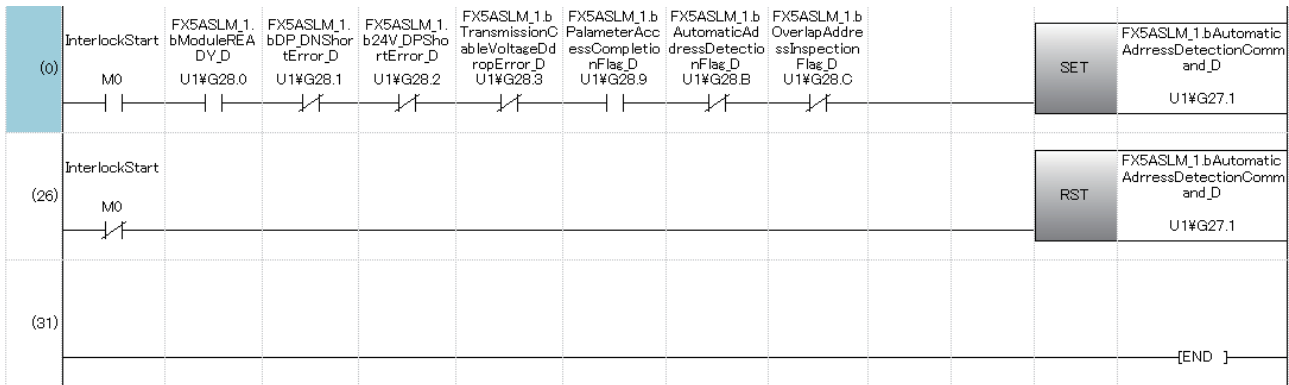 (0)
InterlockStart
M0
FX5ASLM_1.
bModuleREA
DY_D
U1¥G28.0
FX5ASLM_1.
bDP_DNShor
tError_D
U1¥G28.1
FX5ASLM_1.
b24V_DPSho
rtError_D
U1¥G28.2
FX5ASLM_1.b
TransmissionC
ableVoltageDd
ropError_D
U1¥G28.3
FX5ASLM_1.b
PalameterAcc
essCompletio
nFlag_D
U1¥G28.9
FX5ASLM_1.b
AutomaticAd
dressDetectio
nFlag_D
U1¥G28.B
FX5ASLM_1.b
OverlapAddre
ssInspection
Flag_D
U1¥G28.C
SET
FX5ASLM_1.bAutomatic
AdrressDetectionComm
and_D
U1¥G27.1
(26)
InterlockStart
M0
RST
FX5ASLM_1.bAutomatic
AdrressDetectionComm
and_D
U1¥G27.1
(31)
[END ]